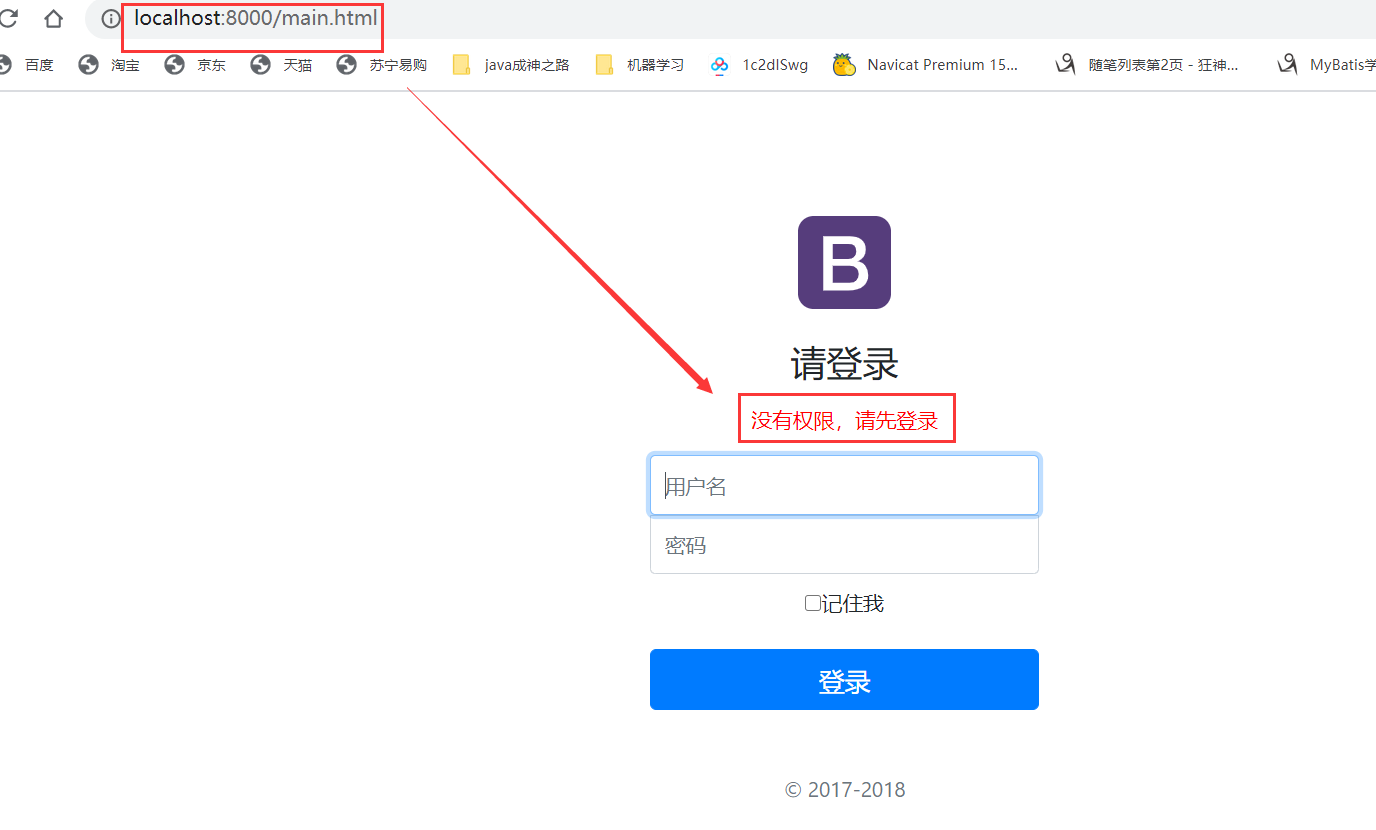 localhost:8000/main.html
百度 淘宝 京东 天猫 苏宁易购 java成神之路 机器学习 1c2dlSwg Navicat Premium 15... 随笔列表第2页 - 狂神... MyBatis学
B
请登录
没有权限，请先登录
用户名
密码
记住我
登录
© 2017-2018